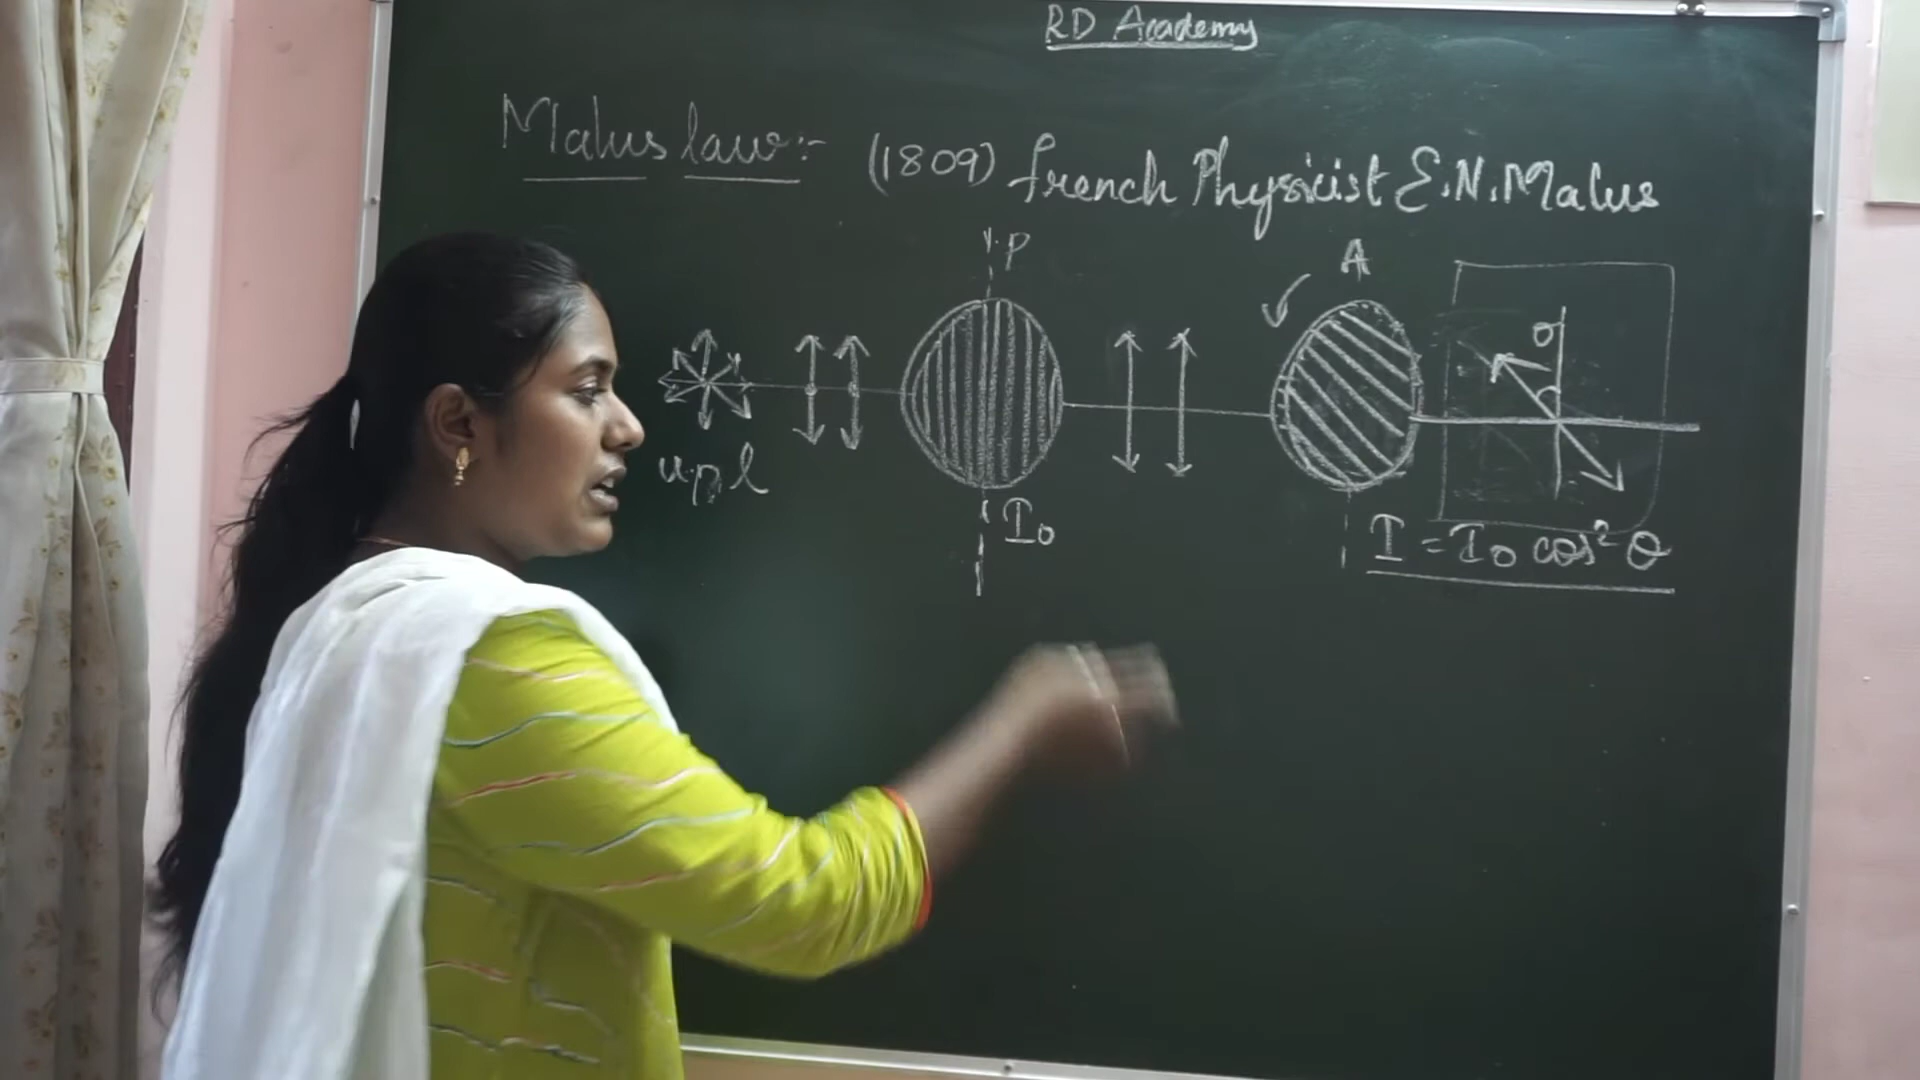 RD Academy
Malus law:-
(1809) French Physicist E.N.Malus
P
A
θ
u.p.l
I₀
I = I₀ cos² θ